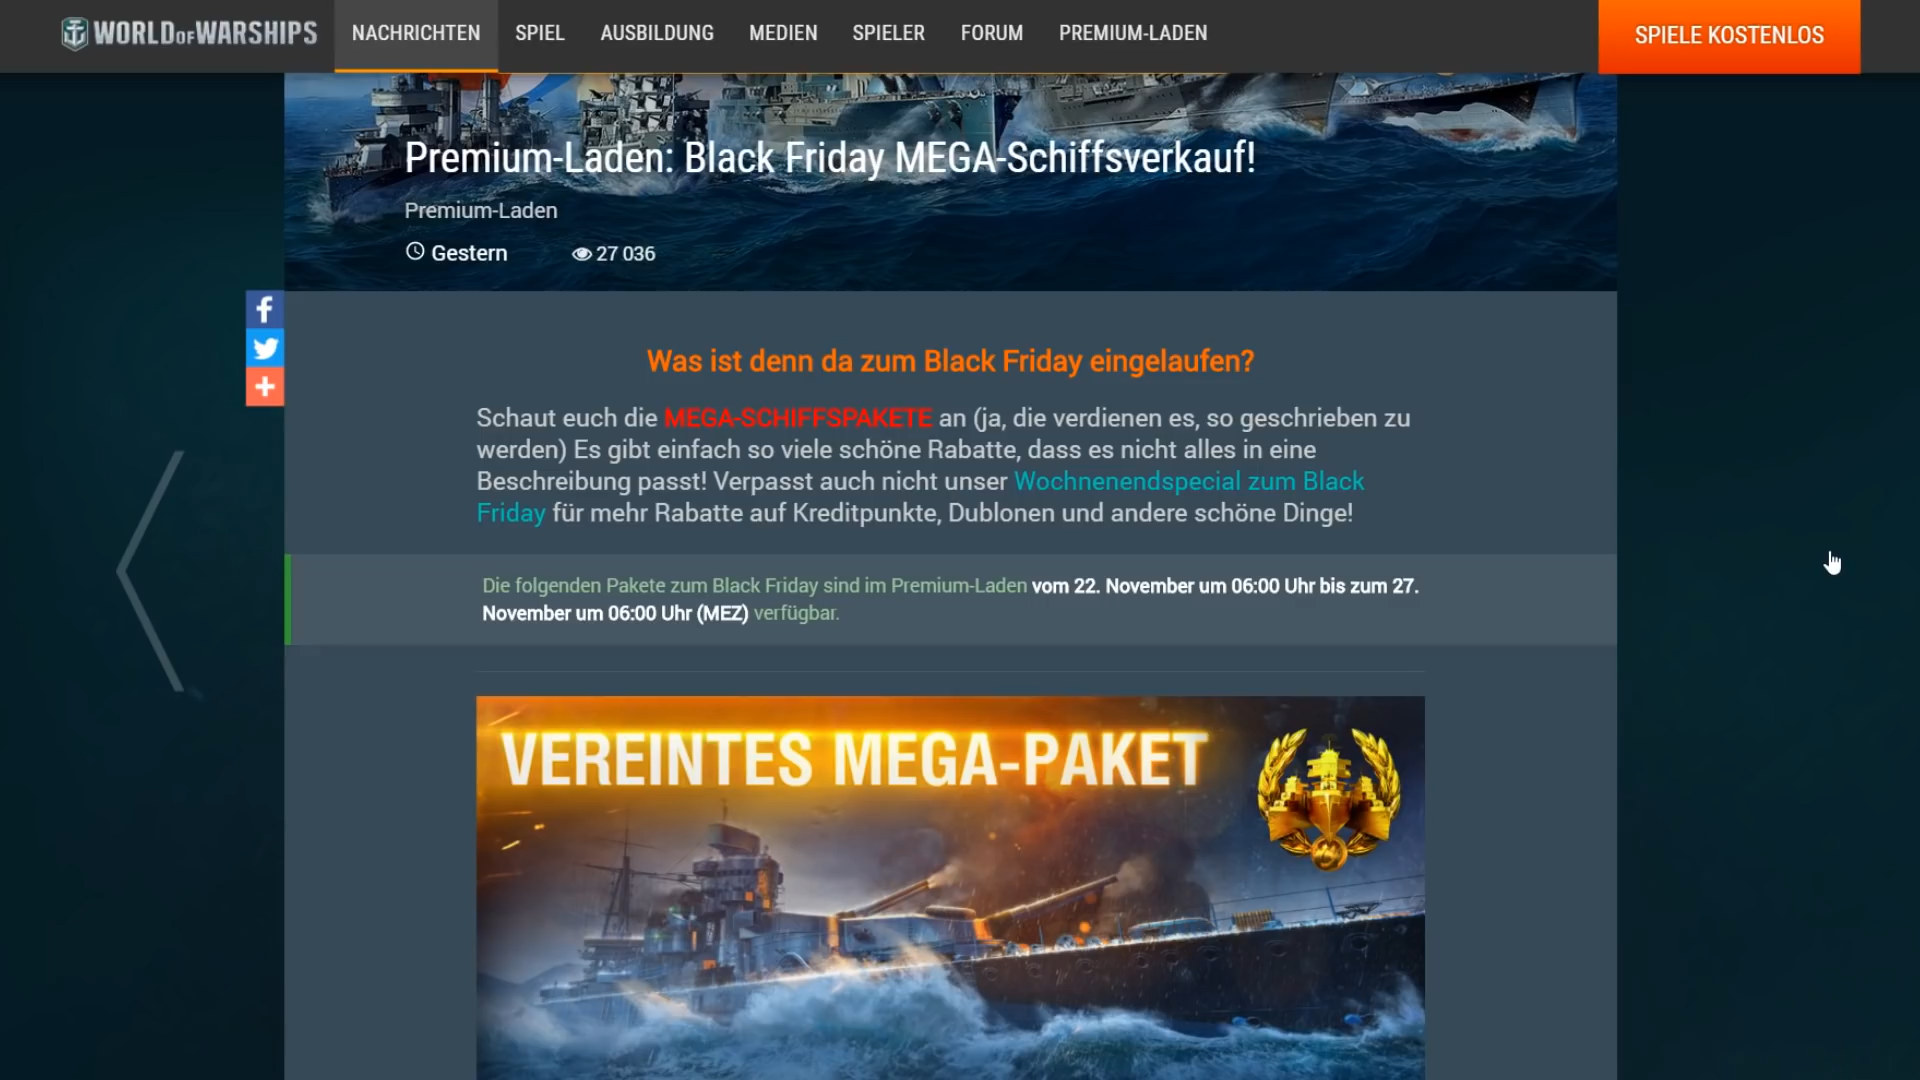 WORLD OF WARSHIPS
NACHRICHTEN
SPIEL
AUSBILDUNG
MEDIEN
SPIELER
FORUM
PREMIUM-LADEN
SPIELE KOSTENLOS
Premium-Laden: Black Friday MEGA-Schiffsverkauf!
Premium-Laden
Gestern
27 036
Was ist denn da zum Black Friday eingelaufen?
Schaut euch die MEGA-SCHIFFSPAKETE an (ja, die verdienen es, so geschrieben zu
werden) Es gibt einfach so viele schöne Rabatte, dass es nicht alles in eine
Beschreibung passt! Verpasst auch nicht unser Wochnenendspecial zum Black
Friday für mehr Rabatte auf Kreditpunkte, Dublonen und andere schöne Dinge!
Die folgenden Pakete zum Black Friday sind im Premium-Laden vom 22. November um 06:00 Uhr bis zum 27.
November um 06:00 Uhr (MEZ) verfügbar.
VEREINTES MEGA-PAKET